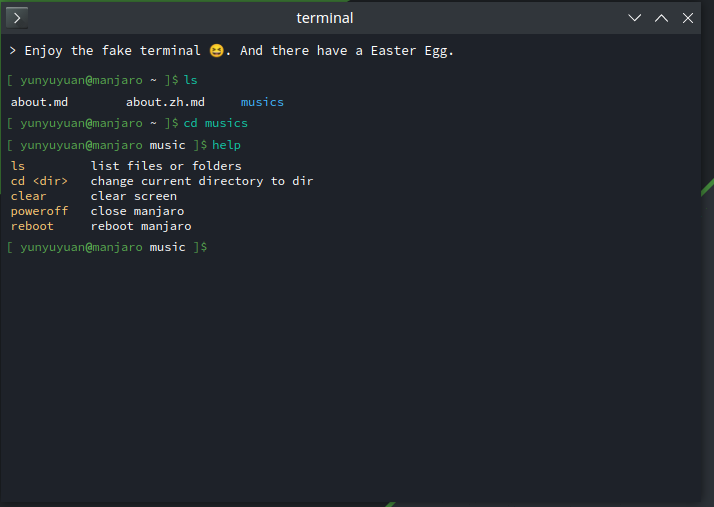 terminal
> Enjoy the fake terminal 😆. And there have a Easter Egg.
[ yunyuyuan@manjaro ~ ]$ ls
about.md about.zh.md musics
[ yunyuyuan@manjaro ~ ]$ cd musics
[ yunyuyuan@manjaro music ]$ help
ls list files or folders
cd <dir> change current directory to dir
clear clear screen
poweroff close manjaro
reboot reboot manjaro
[ yunyuyuan@manjaro music ]$